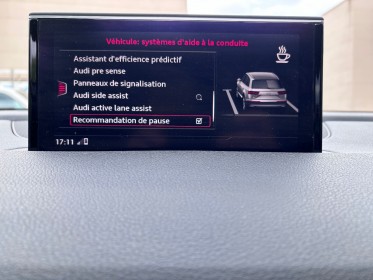 Véhicule: systèmes d'aide à la conduite
Assistant d'efficience prédictif
Audi pre sense
Panneaux de signalisation
Audi side assist
Audi active lane assist
Recommandation de pause
17:11